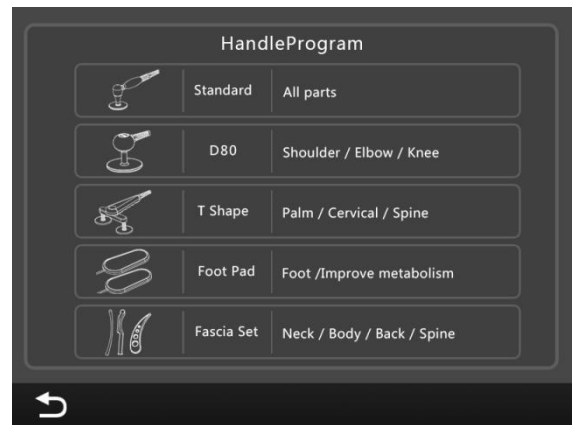 HandleProgram
Standard All parts
D80 Shoulder / Elbow / Knee
T Shape Palm / Cervical / Spine
Foot Pad Foot /Improve metabolism
Fascia Set Neck / Body / Back / Spine